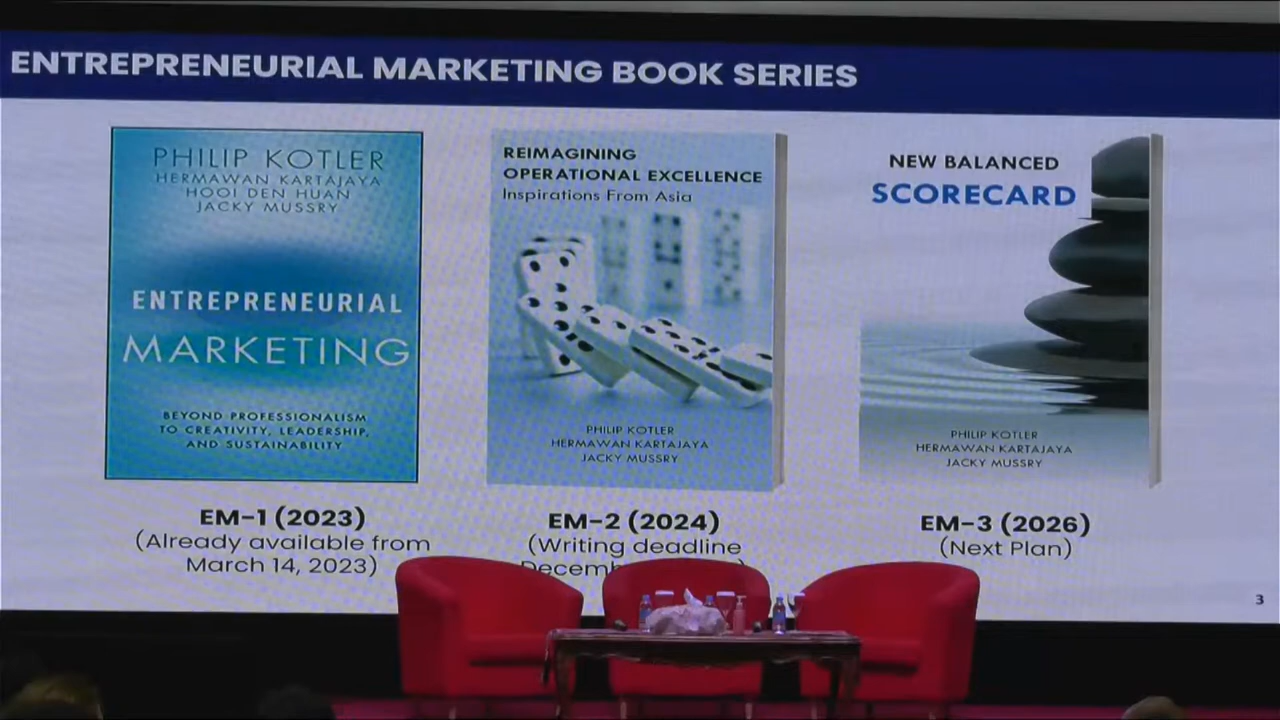 ENTREPRENEURIAL MARKETING BOOK SERIES
PHILIP KOTLER
HERMAWAN KARTAJAYA
HOOI DEN HUAN
JACKY MUSSRY
ENTREPRENEURIAL
MARKETING
BEYOND PROFESSIONALISM
TO CREATIVITY, LEADERSHIP,
AND SUSTAINABILITY
EM-1 (2023)
(Already available from
March 14, 2023)
REIMAGINING
OPERATIONAL EXCELLENCE
Inspirations From Asia
PHILIP KOTLER
HERMAWAN KARTAJAYA
JACKY MUSSRY
EM-2 (2024)
(Writing deadline
NEW BALANCED
SCORECARD
PHILIP KOTLER
HERMAWAN KARTAJAYA
JACKY MUSSRY
EM-3 (2026)
(Next Plan)
3